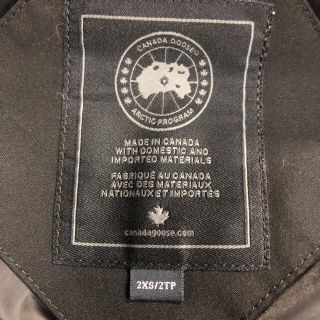 CANADA GOOSE®
ARCTIC PROGRAM
MADE IN CANADA
WITH DOMESTIC AND
IMPORTED MATERIALS
FABRIQUÉ AU CANADA
AVEC DES MATERIAUX
NATIONAUX ET IMPORTÉS
canadagoose.com
2XS/2TP